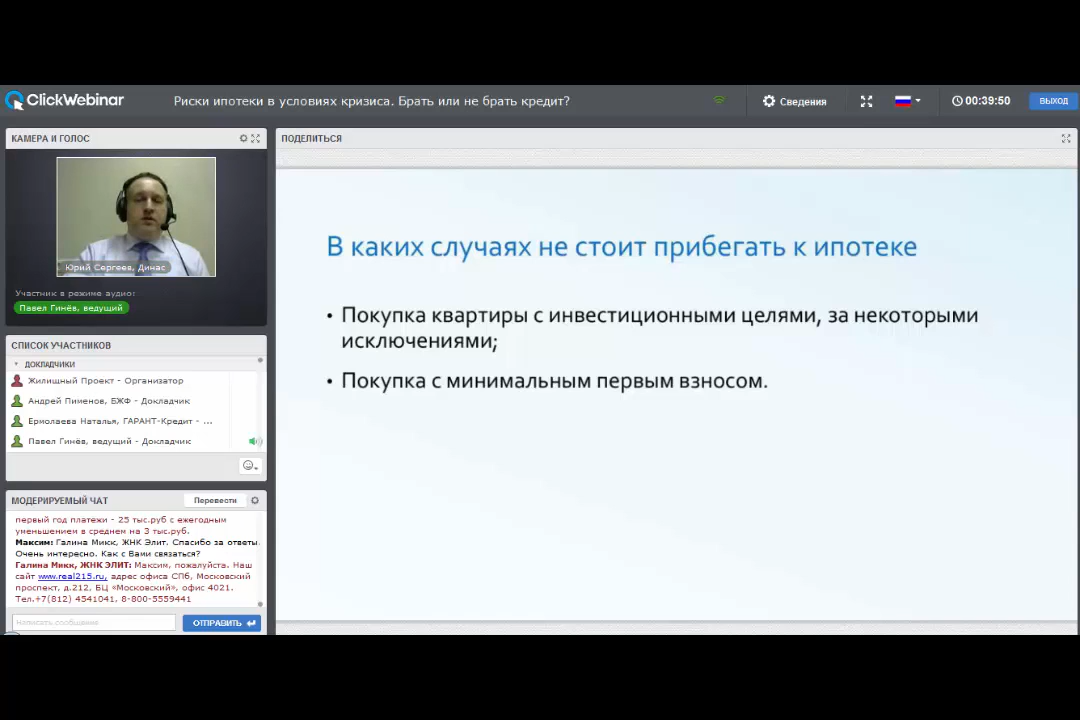 ClickWebinar
Риски ипотеки в условиях кризиса. Брать или не брать кредит?
Сведения
00:39:50
ВЫХОД
КАМЕРА И ГОЛОС
Юрий Сергеев, Динас
Участник в режиме аудио:
Павел Гинёв, ведущий
СПИСОК УЧАСТНИКОВ
ДОКЛАДЧИКИ
Жилищный Проект - Организатор
Андрей Пименов, БЖФ - Докладчик
Ермолаева Наталья, ГАРАНТ-Кредит - ...
Павел Гинёв, ведущий - Докладчик
МОДЕРИРУЕМЫЙ ЧАТ
Перевести
первый год платежи - 25 тыс.руб с ежегодным
уменьшением в среднем на 3 тыс.руб.
Максим: Галина Микк, ЖНК Элит. Спасибо за ответы.
Очень интересно. Как с Вами связаться?
Галина Микк, ЖНК ЭЛИТ: Максим, пожалуйста. Наш
сайт www.real215.ru, адрес офиса СПб, Московский
проспект, д.212, БЦ «Московский», офис 4021.
Тел.+7(812) 4541041, 8-800-5559441
Написать сообщение
ОТПРАВИТЬ
ПОДЕЛИТЬСЯ
В каких случаях не стоит прибегать к ипотеке
• Покупка квартиры с инвестиционными целями, за некоторыми
исключениями;
• Покупка с минимальным первым взносом.